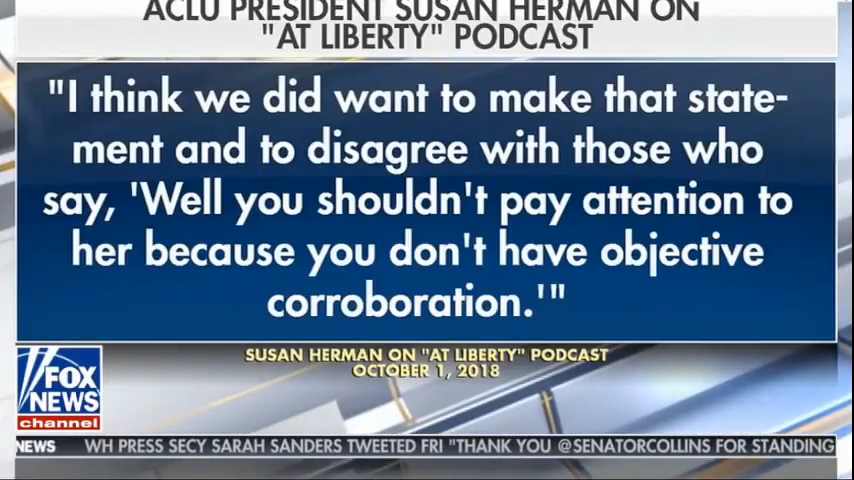 ACLU PRESIDENT SUSAN HERMAN ON
"AT LIBERTY" PODCAST
"I think we did want to make that state-
ment and to disagree with those who
say, 'Well you shouldn't pay attention to
her because you don't have objective
corroboration.'"
SUSAN HERMAN ON "AT LIBERTY" PODCAST
OCTOBER 1, 2018
FOX
NEWS
channel
NEWS WH PRESS SECY SARAH SANDERS TWEETED FRI "THANK YOU @SENATORCOLLINS FOR STANDING